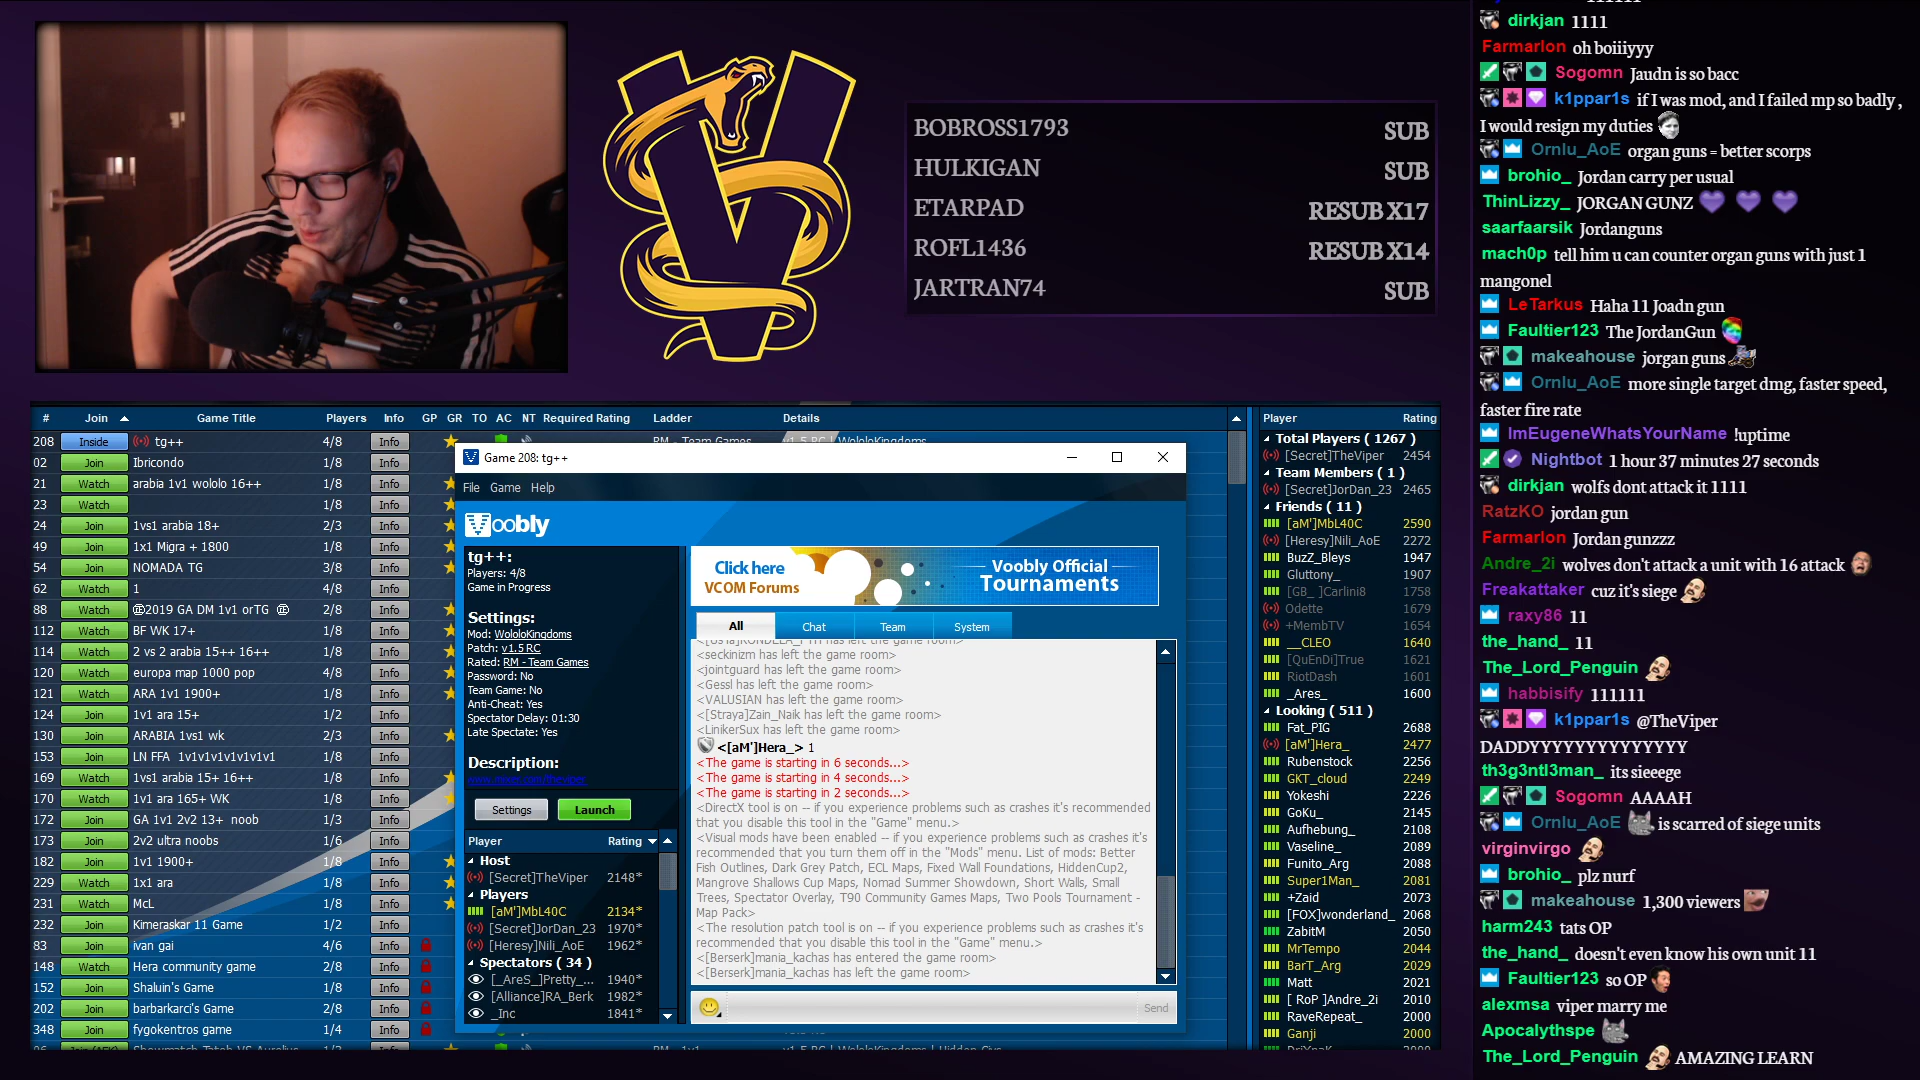 BOBROSS1793 SUB
HULKIGAN SUB
ETARPAD RESUB X17
ROFL1436 RESUB X14
JARTRAN74 SUB
# Join Game Title Players Info GP GR TO AC NT Required Rating Ladder Details
208 Inside tg++ 4/8 Info RM - Team Games v1.5 RC | WololoKingdoms
02 Join Ibricondo 1/8 Info
21 Watch arabia 1v1 wololo 16++ 1/8 Info
23 Watch 1/8 Info
24 Join 1vs1 arabia 18+ 2/3 Info
49 Join 1x1 Migra + 1800 1/8 Info
54 Join NOMADA TG 3/8 Info
62 Watch 1 4/8 Info
88 Watch 2019 GA DM 1v1 orTG 2/8 Info
112 Watch BF WK 17+ 1/8 Info
114 Watch 2 vs 2 arabia 15++ 16++ 1/8 Info
120 Watch europa map 1000 pop 4/8 Info
121 Watch ARA 1v1 1900+ 1/8 Info
124 Join 1v1 ara 15+ 1/2 Info
130 Watch ARABIA 1vs1 wk 2/3 Info
153 Join LN FFA 1v1v1v1v1v1v1v1 1/8 Info
169 Watch 1vs1 arabia 15+ 16++ 1/8 Info
170 Watch 1v1 ara 165+ WK 1/8 Info
172 Join GA 1v1 2v2 13+ noob 1/3 Info
173 Join 2v2 ultra noobs 1/6 Info
182 Join 1v1 1900+ 1/8 Info
229 Watch 1x1 ara 1/8 Info
231 Watch McL 1/8 Info
232 Join Kimeraskar 11 Game 1/2 Info
83 Join ivan gai 4/6 Info
148 Watch Hera community game 2/8 Info
152 Join Shaluin's Game 1/8 Info
202 Join barbarkarci's Game 2/8 Info
348 Join fygokentros game 1/4 Info
Game 208: tg++
File Game Help
Voobly
tg++:
Players: 4/8
Game in Progress
Settings:
Mod: WololoKingdoms
Patch: v1.5 RC
Rated: RM - Team Games
Password: No
Team Game: No
Anti-Cheat: Yes
Spectator Delay: 01:30
Late Spectate: Yes
Description:
Settings Launch
Player Rating
Host
[Secret]TheViper 2148*
Players
[aM']MbL40C 2134*
[Secret]JorDan_23 1970*
[Heresy]Nili_AoE 1962*
Spectators ( 34 )
[_AreS_]Pretty_... 1940*
[Alliance]RA_Berk 1982*
_Inc 1841*
Click here
VCOM Forums
Voobly Official
Tournaments
All Chat Team System
<seckinizm has left the game room>
<jointguard has left the game room>
<Gessl has left the game room>
<VALUSIAN has left the game room>
<[Straya]Zain_Naik has left the game room>
<LinikerSux has left the game room>
<[aM']Hera_> 1
<The game is starting in 6 seconds...>
<The game is starting in 4 seconds...>
<The game is starting in 2 seconds...>
<DirectX tool is on -- if you experience problems such as crashes it's recommended
that you disable this tool in the "Game" menu.>
<Visual mods have been enabled -- if you experience problems such as crashes it's
recommended that you turn them off in the "Mods" menu. List of mods: Better
Fish Outlines, Dark Grey Patch, ECL Maps, Fixed Wall Foundations, HiddenCup2,
Mangrove Shallows Cup Maps, Nomad Summer Showdown, Short Walls, Small
Trees, Spectator Overlay, T90 Community Games Maps, Two Pools Tournament -
Map Pack>
<The resolution patch tool is on -- if you experience problems such as crashes it's
recommended that you disable this tool in the "Game" menu.>
<[Berserk]mania_kachas has entered the game room>
<[Berserk]mania_kachas has left the game room>
Send
Player Rating
Total Players ( 1267 )
[Secret]TheViper 2454
Team Members ( 1 )
[Secret]JorDan_23 2465
Friends ( 11 )
[aM']MbL40C 2590
[Heresy]Nili_AoE 2272
BuzZ_Bleys 1947
Gluttony_ 1907
[GB_ ]Carlini8 1758
Odette 1679
+MembTV 1654
__CLEO 1640
[QuEnDi]True 1621
RiotDash 1601
_Ares_ 1600
Looking ( 511 )
Fat_PIG 2688
[aM']Hera_ 2477
Rubenstock 2256
GKT_cloud 2249
Yokeshi 2226
GoKu_ 2145
Aufhebung_ 2108
Vaseline_ 2089
Funito_Arg 2088
Super1Man_ 2081
+Zaid 2073
[FOX]wonderland_ 2068
ZabitM 2050
MrTempo 2044
BarT_Arg 2029
Matt 2021
[ RoP ]Andre_2i 2010
RaveRepeat_ 2000
Ganji 2000
dirkjan 1111
Farmarlon oh boiiyyy
Sogomn Jaudn is so bacc
k1ppar1s if I was mod, and I failed mp so badly ,
I would resign my duties
Ornlu_AoE organ guns = better scorps
brohio_ Jordan carry per usual
ThinLizzy_ JORGAN GUNZ
saarfaarsik Jordanguns
mach0p tell him u can counter organ guns with just 1
mangonel
LeTarkus Haha 11 Joadn gun
Faultier123 The JordanGun
makeahouse jorgan guns
Ornlu_AoE more single target dmg, faster speed,
faster fire rate
ImEugeneWhatsYourName !uptime
Nightbot 1 hour 37 minutes 27 seconds
dirkjan wolfs dont attack it 1111
RatzKO jordan gun
Farmarlon Jordan gunzzz
Andre_2i wolves don't attack a unit with 16 attack
Freakattaker cuz it's siege
raxy86 11
the_hand_ 11
The_Lord_Penguin
habbisify 111111
k1ppar1s @TheViper
DADDYYYYYYYYYYYYYY
th3g3ntl3man_ its sieeege
Sogomn AAAAH
Ornlu_AoE is scarred of siege units
virginvirgo
brohio_ plz nurf
makeahouse 1,300 viewers
harm243 tats OP
the_hand_ doesn't even know his own unit 11
Faultier123 so OP
alexmsa viper marry me
Apocalythspe
The_Lord_Penguin AMAZING LEARN